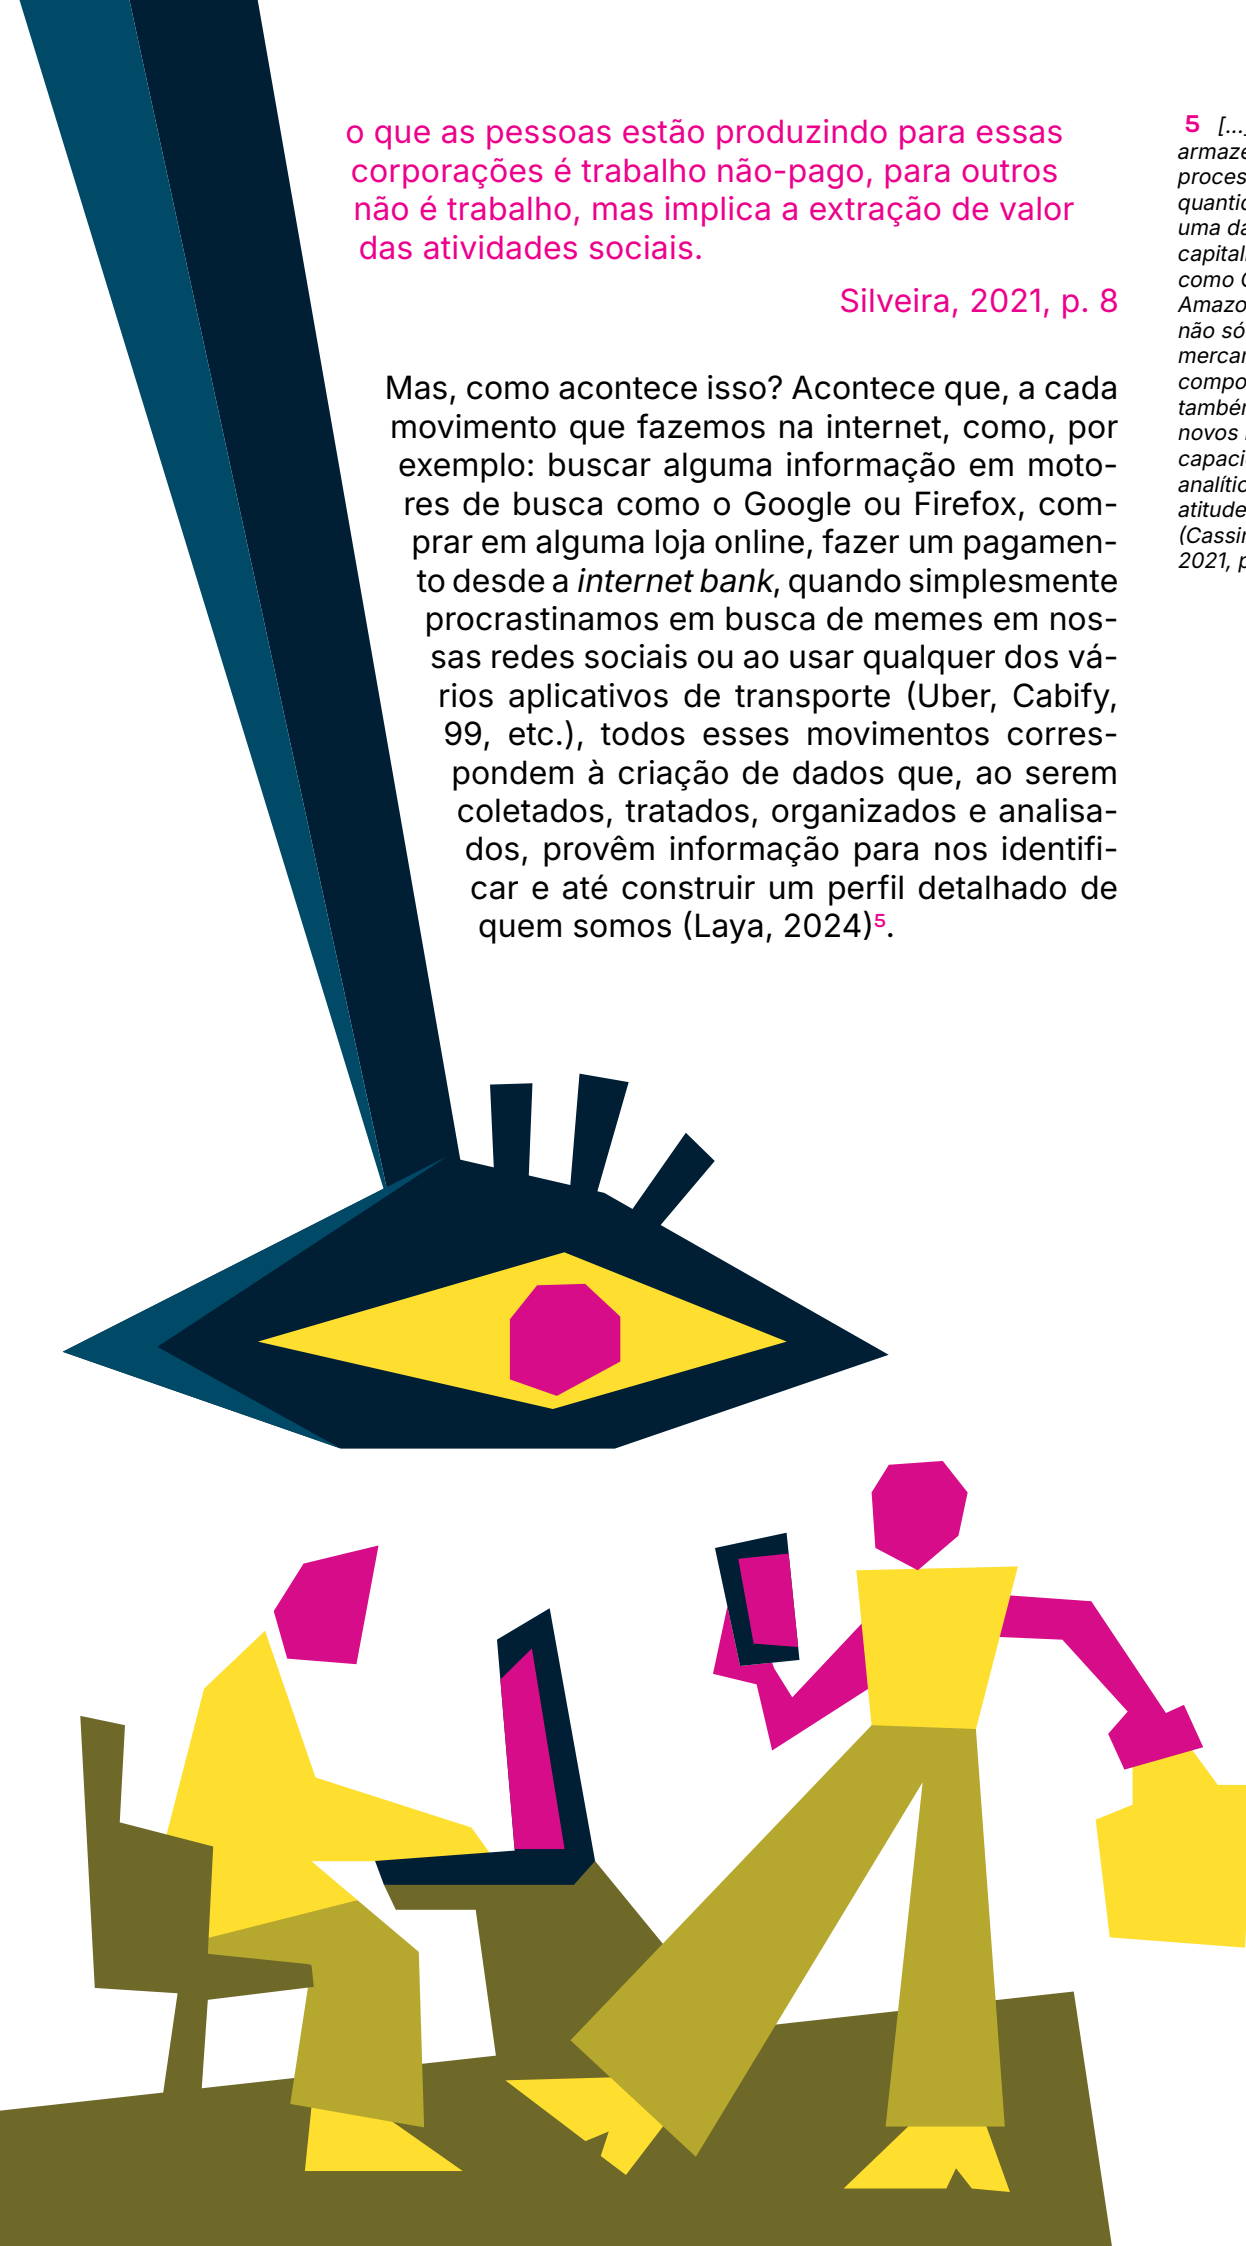 o que as pessoas estão produzindo para essas
corporações é trabalho não-pago, para outros
não é trabalho, mas implica a extração de valor
das atividades sociais.
Silveira, 2021, p. 8
Mas, como acontece isso? Acontece que, a cada
movimento que fazemos na internet, como, por
exemplo: buscar alguma informação em moto-
res de busca como o Google ou Firefox, com-
prar em alguma loja online, fazer um pagamen-
to desde a internet bank, quando simplesmente
procrastinamos em busca de memes em nos-
sas redes sociais ou ao usar qualquer dos vá-
rios aplicativos de transporte (Uber, Cabify,
99, etc.), todos esses movimentos corres-
pondem à criação de dados que, ao serem
coletados, tratados, organizados e analisa-
dos, provêm informação para nos identifi-
car e até construir um perfil detalhado de
quem somos (Laya, 2024)⁵.
5 [...
uma
como
não só
novos
2021,